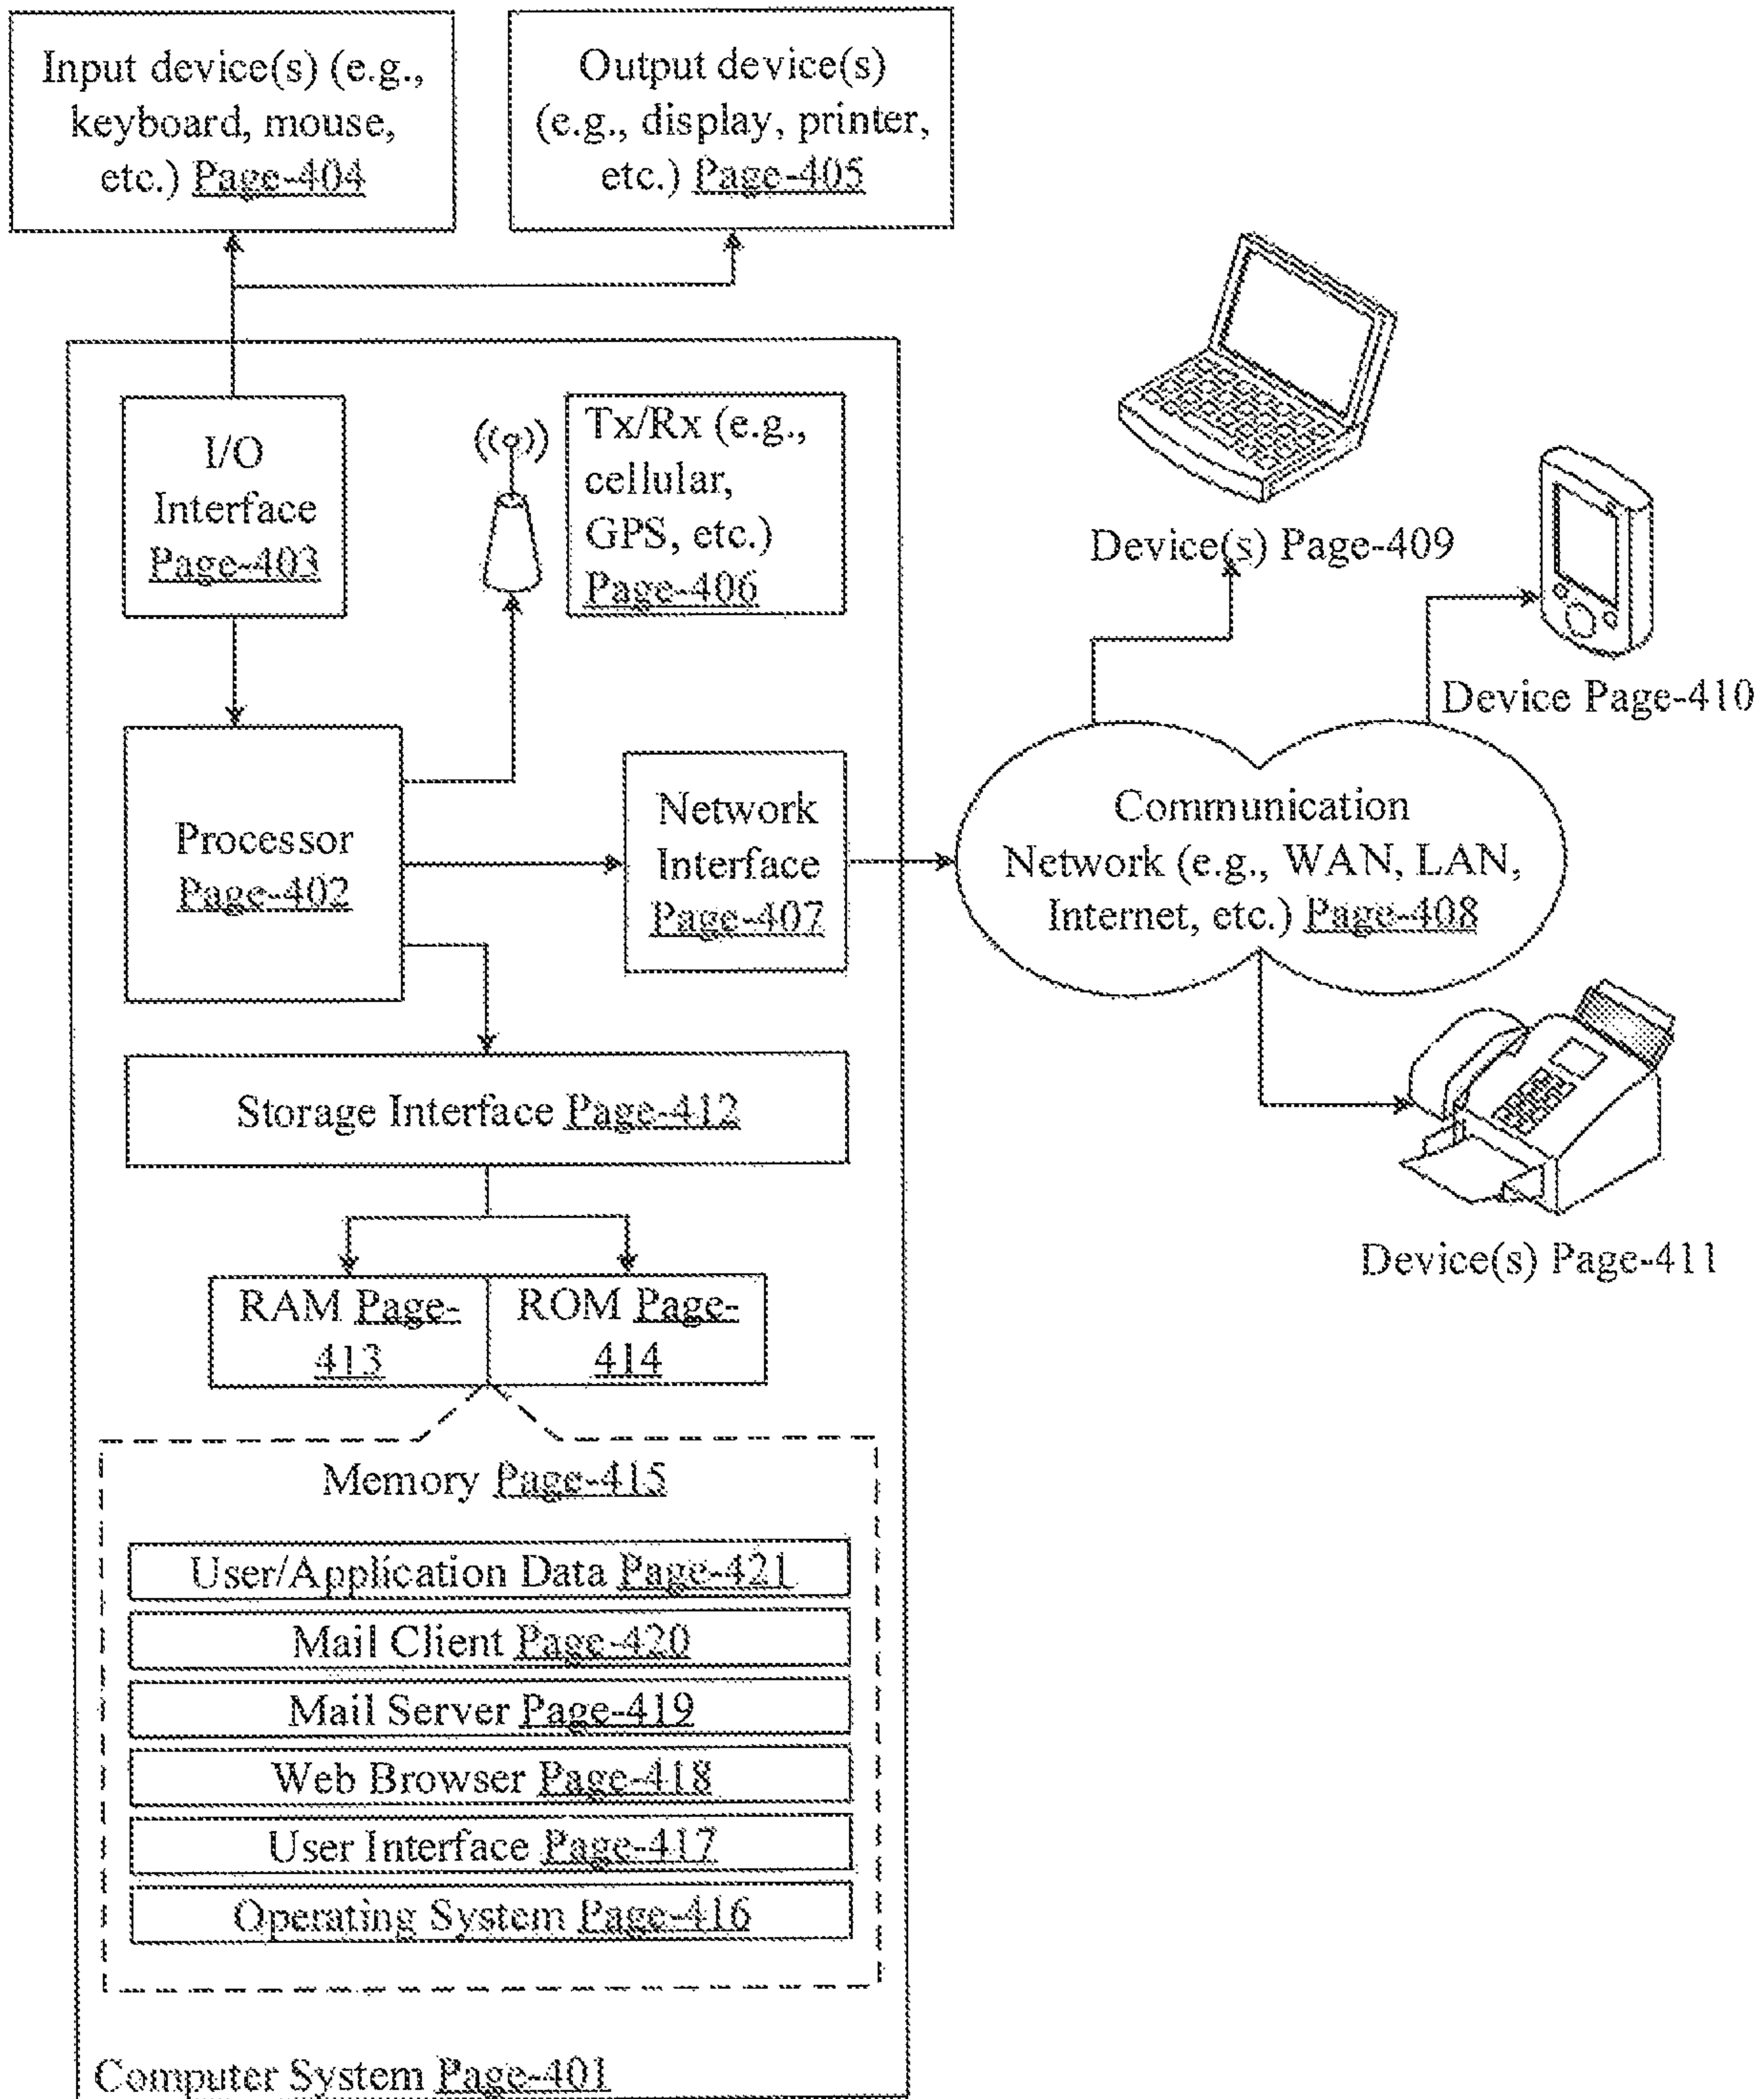 Input device(s) (e.g.,
keyboard, mouse,
etc.) Page-404
Output device(s)
(e.g., display, printer,
etc.) Page-405
I/O
Interface
Page-403
Tx/Rx (e.g.,
cellular,
GPS, etc.)
Page-406
Device(s) Page-409
Device Page-410
Processor
Page-402
Network
Interface
Page-407
Communication
Network (e.g., WAN, LAN,
Internet, etc.) Page-408
Storage Interface Page-412
Device(s) Page-411
RAM Page-
413
ROM Page-
414
Memory Page-415
User/Application Data Page-421
Mail Client Page-420
Mail Server Page-419
Web Browser Page-418
User Interface Page-417
Operating System Page-416
Computer System Page-401